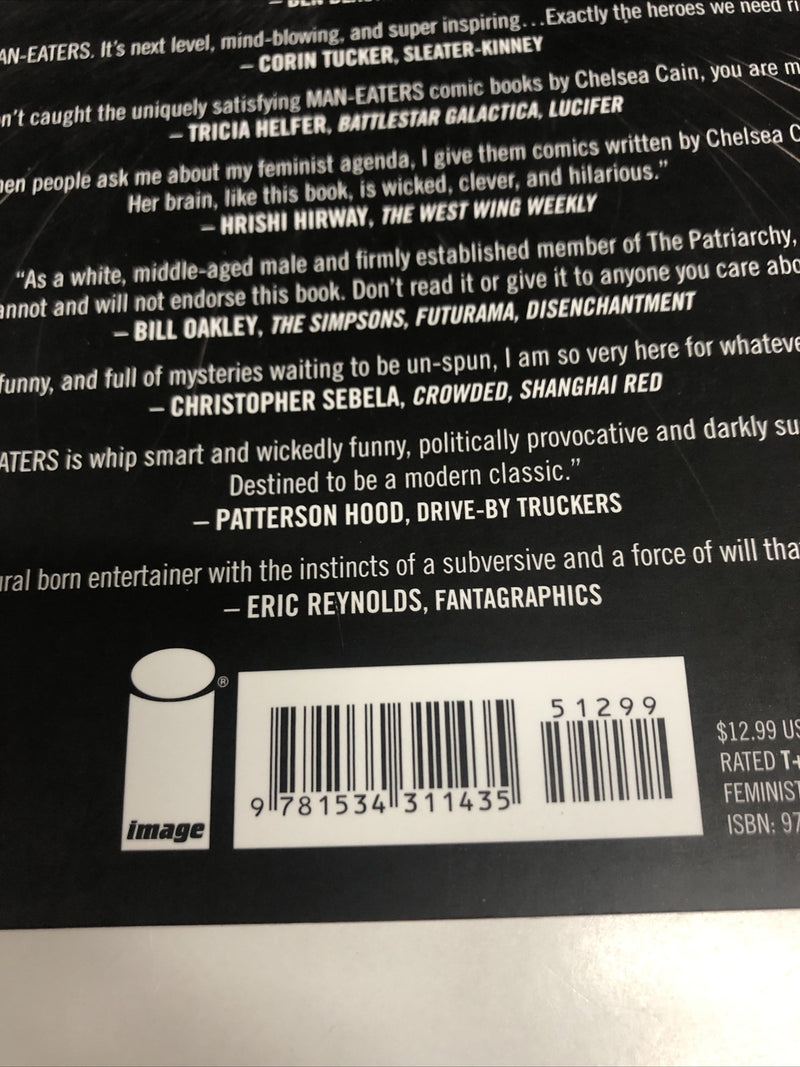 AN-EATERS. It's next level, mind-blowing, and super inspiring...Exactly the heroes we need ri
— CORIN TUCKER, SLEATER-KINNEY
n't caught the uniquely satisfying MAN-EATERS comic books by Chelsea Cain, you are m
— TRICIA HELFER, BATTLESTAR GALACTICA, LUCIFER
hen people ask me about my feminist agenda, I give them comics written by Chelsea C
Her brain, like this book, is wicked, clever, and hilarious."
— HRISHI HIRWAY, THE WEST WING WEEKLY
"As a white, middle-aged male and firmly established member of The Patriarchy,
annot and will not endorse this book. Don't read it or give it to anyone you care abo
— BILL OAKLEY, THE SIMPSONS, FUTURAMA, DISENCHANTMENT
funny, and full of mysteries waiting to be un-spun, I am so very here for whateve
— CHRISTOPHER SEBELA, CROWDED, SHANGHAI RED
ATERS is whip smart and wickedly funny, politically provocative and darkly su
Destined to be a modern classic."
— PATTERSON HOOD, DRIVE-BY TRUCKERS
ural born entertainer with the instincts of a subversive and a force of will tha
— ERIC REYNOLDS, FANTAGRAPHICS
®
image
51299
9 781534 311435
$12.99 US
RATED T+
FEMINIST
ISBN: 97